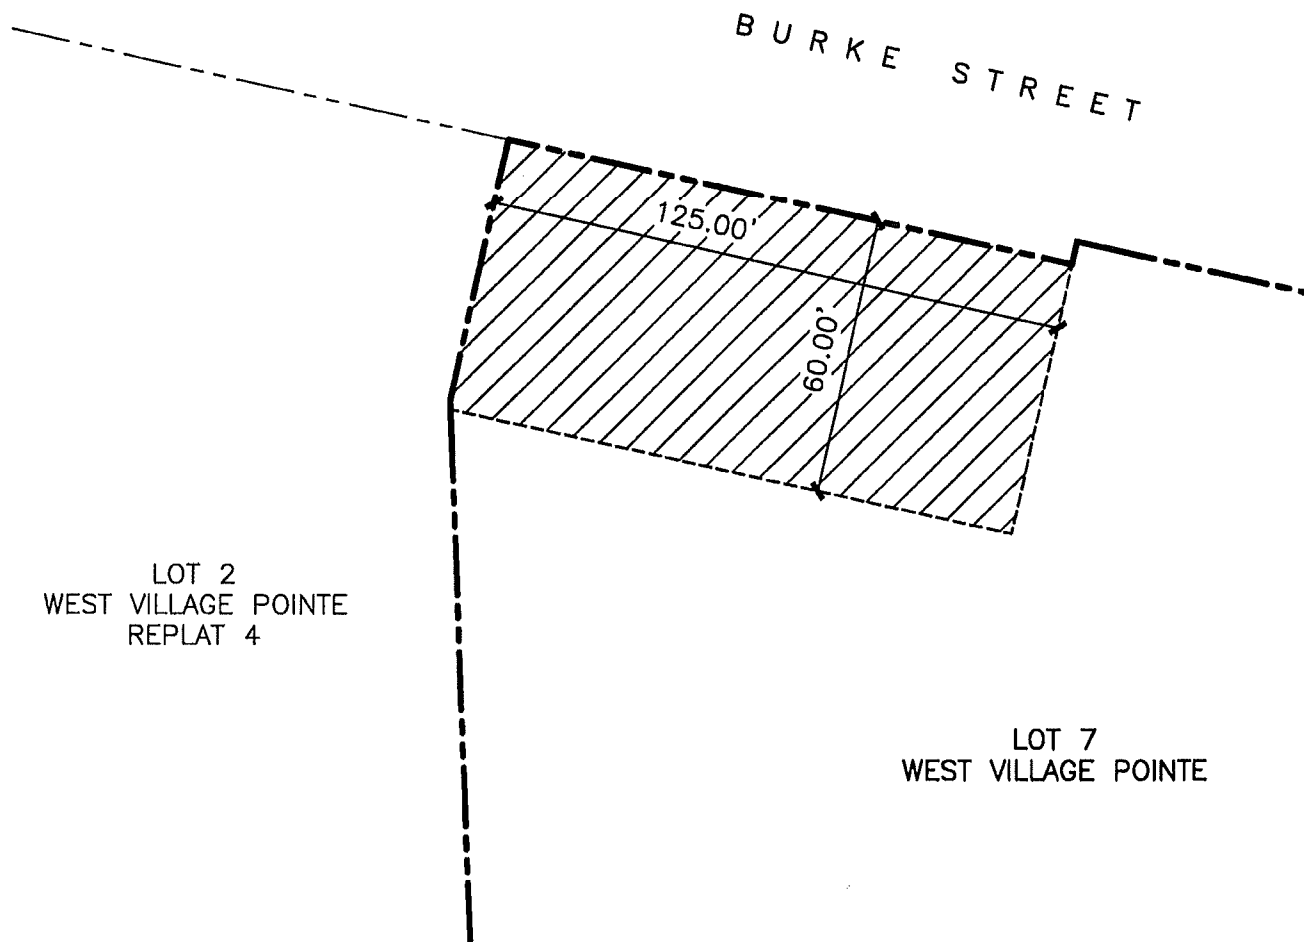 BURKE STREET
125.00'
60.00'
LOT 2
WEST VILLAGE POINTE
REPLAT 4
LOT 7
WEST VILLAGE POINTE